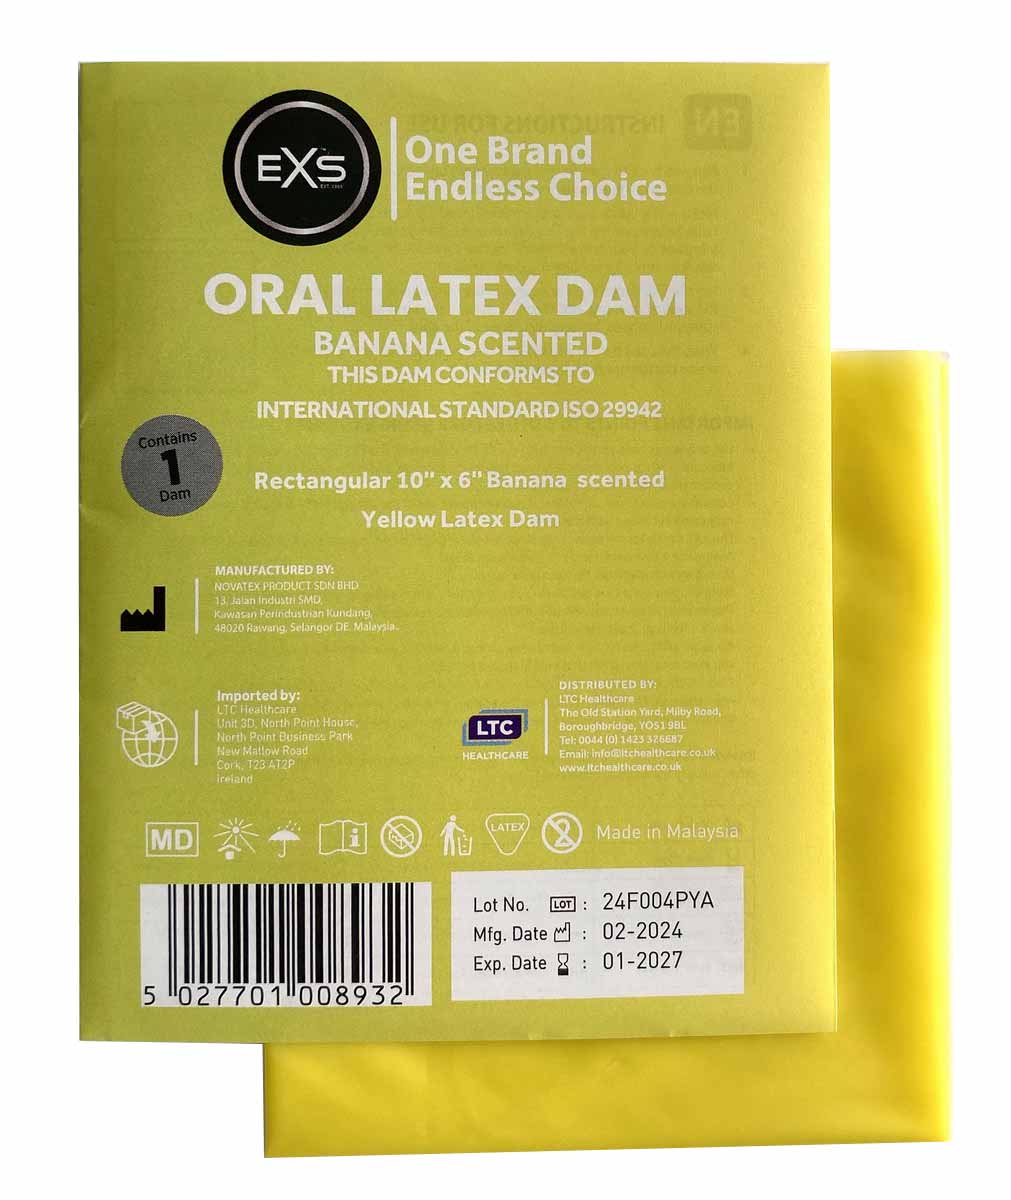 EXS
EST. 1993
One Brand
Endless Choice
ORAL LATEX DAM
BANANA SCENTED
THIS DAM CONFORMS TO
INTERNATIONAL STANDARD ISO 29942
Contains
1
Dam
Rectangular 10" x 6" Banana scented
Yellow Latex Dam
MANUFACTURED BY:
NOVATEX PRODUCT SDN BHD
13, Jalan Industri SMD,
Kawasan Perindustrian Kundang,
48020 Rawang, Selangor DE. Malaysia.
Imported by:
LTC Healthcare
Unit 3D, North Point House,
North Point Business Park
New Mallow Road
Cork, T23 AT2P
Ireland
LTC
HEALTHCARE
DISTRIBUTED BY:
LTC Healthcare
The Old Station Yard, Milby Road,
Boroughbridge, YO51 9BL
Tel: 0044 (0) 1423 326687
Email: info@ltchealthcare.co.uk
www.ltchealthcare.co.uk
MD
LATEX
2
Made in Malaysia
Lot No. LOT : 24F004PYA
Mfg. Date : 02-2024
Exp. Date : 01-2027
5 027701 008932
EN INSTRUCTIONS FOR USE